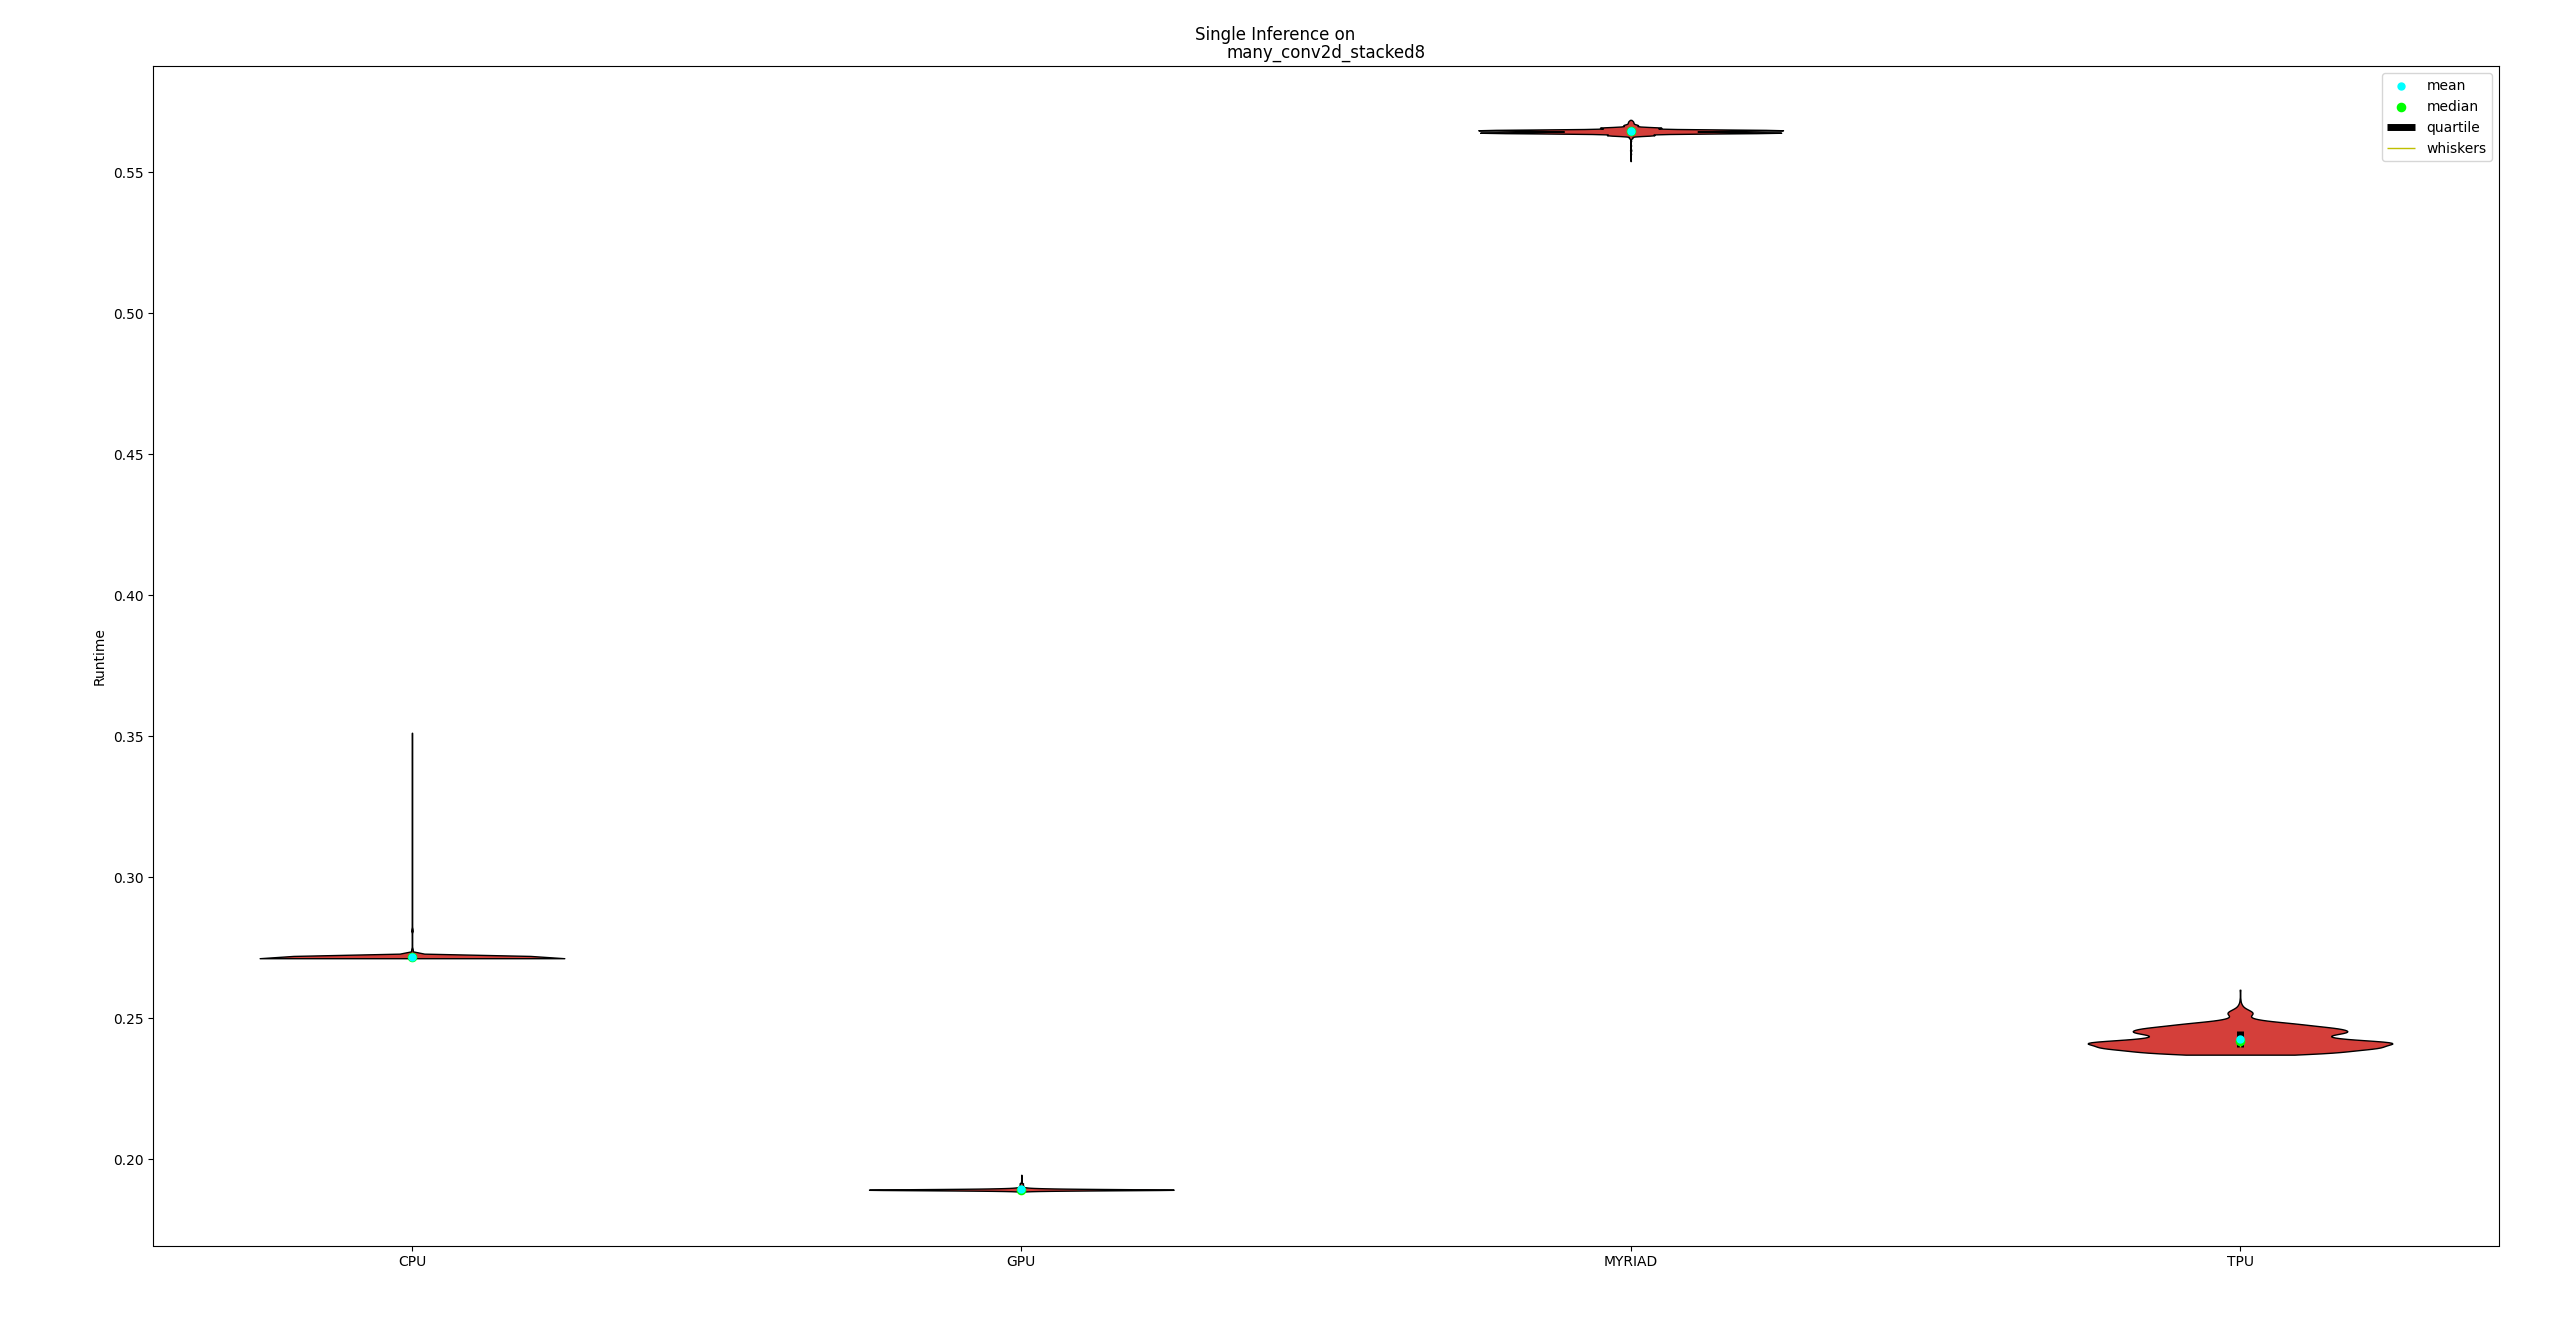 Single Inference on
many_conv2d_stacked8
mean
median
quartile
whiskers
0.55
0.50
0.45
0.40
Runtime
0.35
0.30
0.25
0.20
CPU GPU MYRIAD TPU